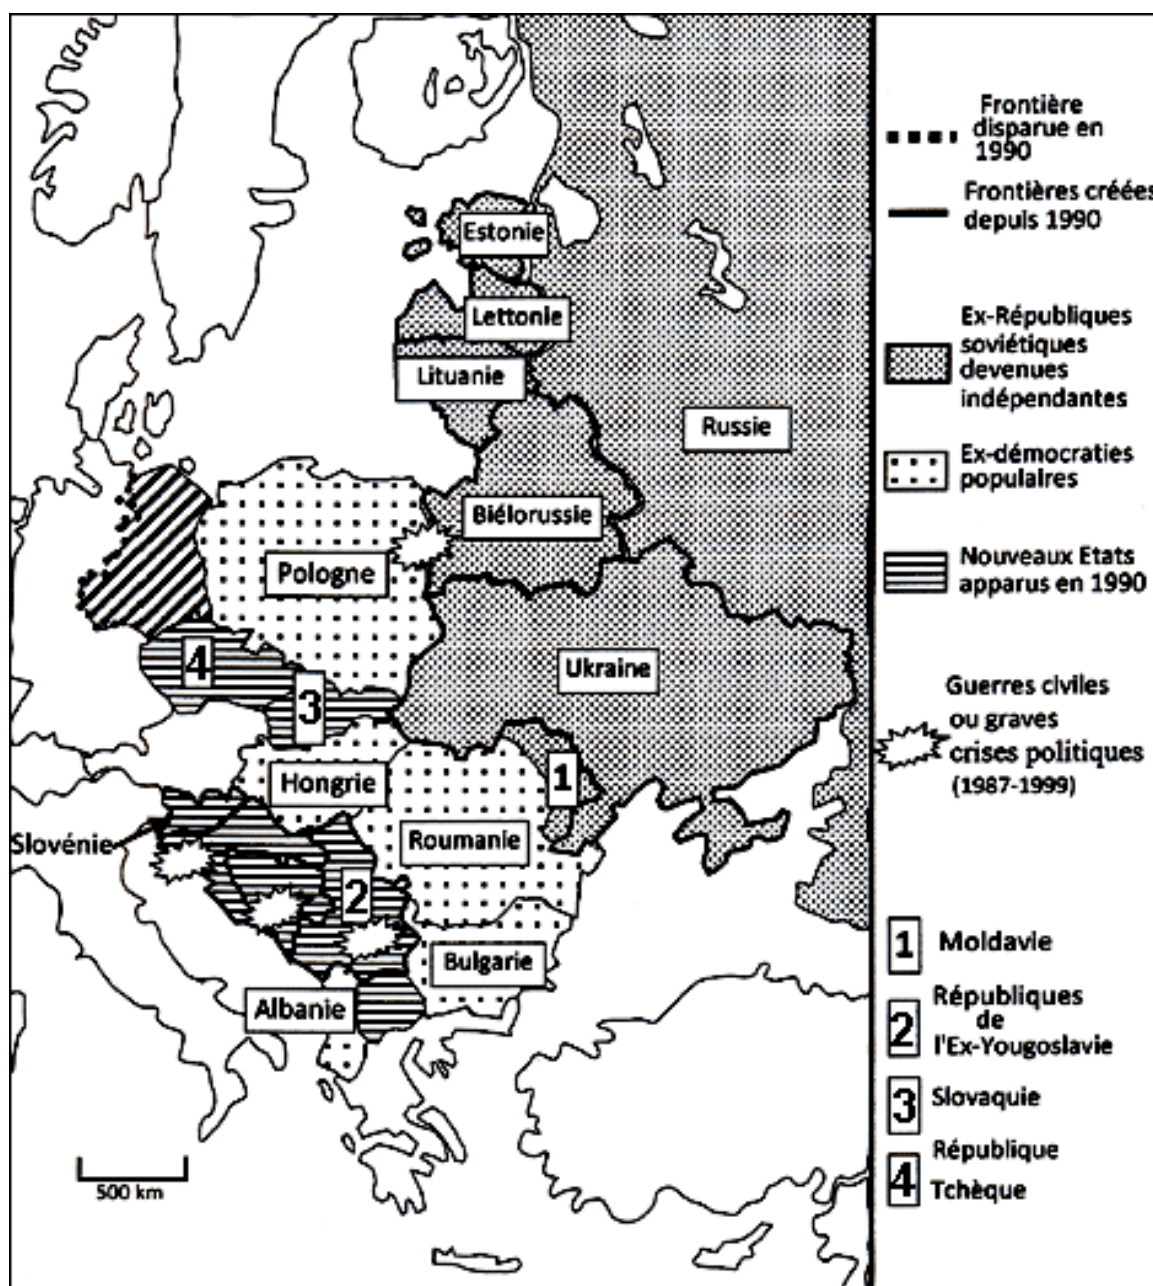 Estonie
Lettonie
Lituanie
Russie
Biélorussie
Pologne
4
Ukraine
3
1
Hongrie
Slovénie
Roumanie
2
Bulgarie
Albanie
500 km
Frontière
disparue en
1990
Frontières créées
depuis 1990
Ex-Républiques
soviétiques
devenues
indépendantes
Ex-démocraties
populaires
Nouveaux Etats
apparus en 1990
Guerres civiles
ou graves
crises politiques
(1987-1999)
1 Moldavie
2 Républiques
de
l'Ex-Yougoslavie
3 Slovaquie
4 République
Tchèque